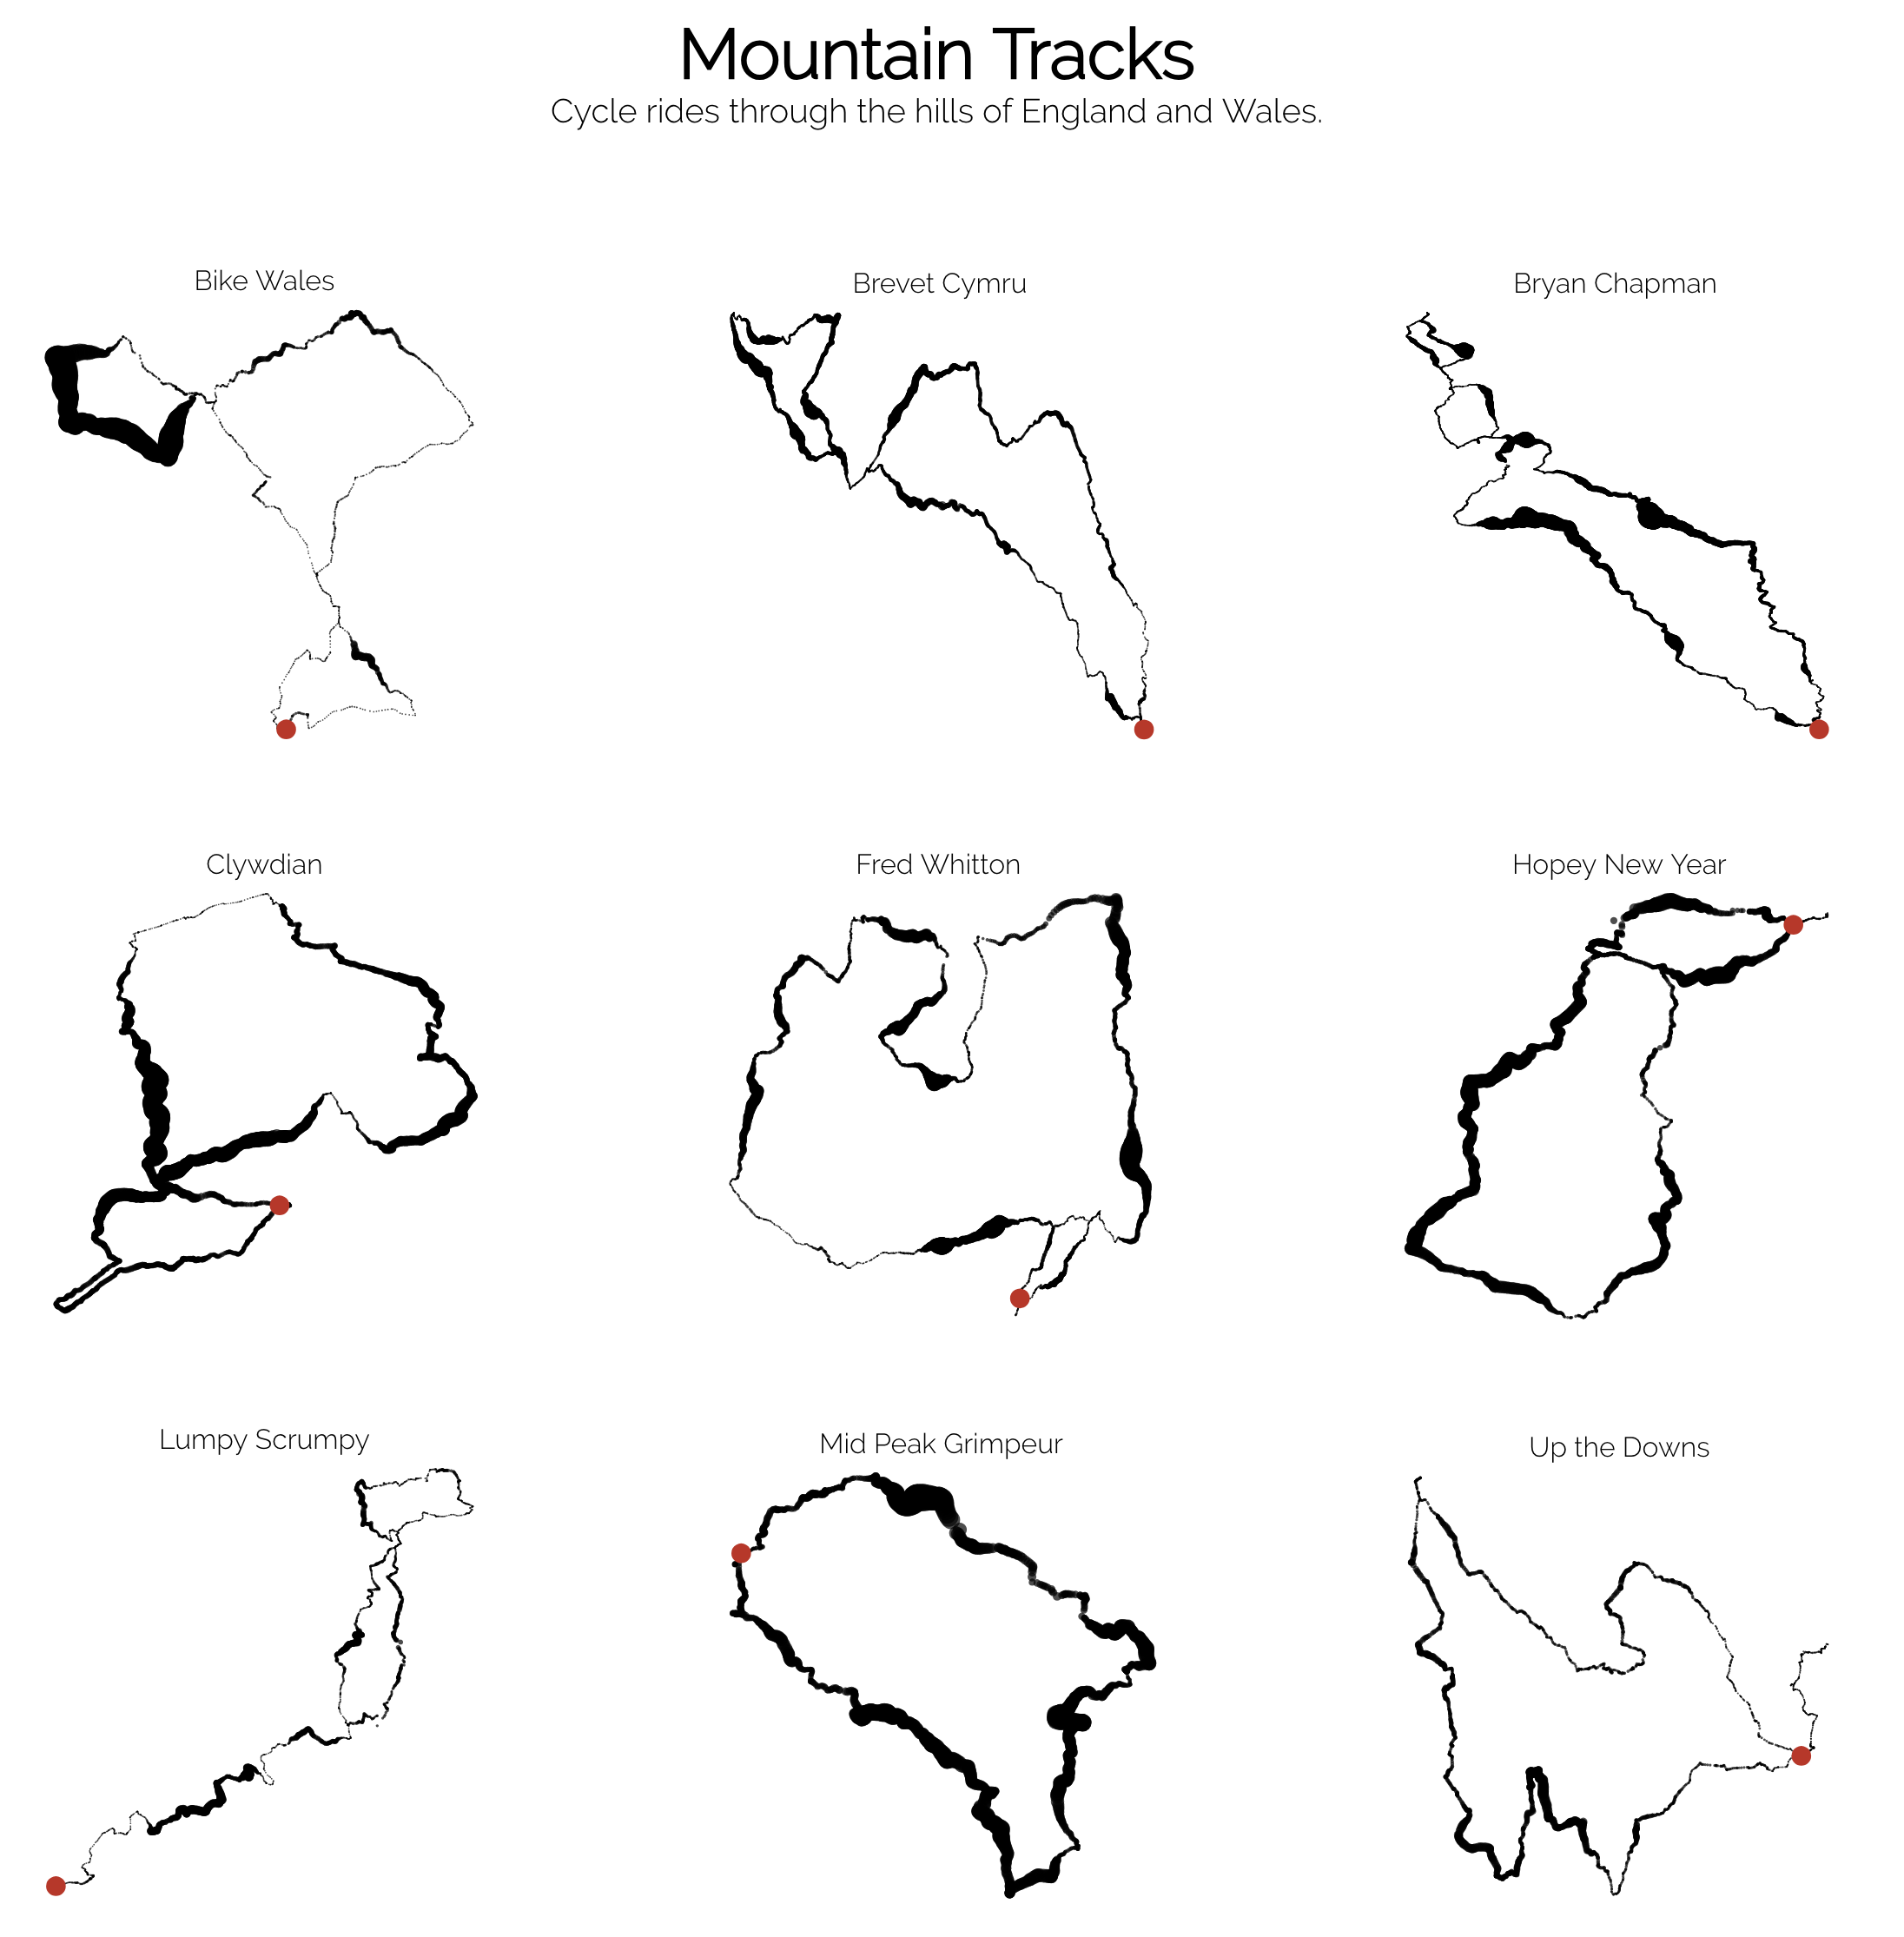 Mountain Tracks
Cycle rides through the hills of England and Wales.
Bike Wales
Brevet Cymru
Bryan Chapman
Clywdian
Fred Whitton
Hopey New Year
Lumpy Scrumpy
Mid Peak Grimpeur
Up the Downs